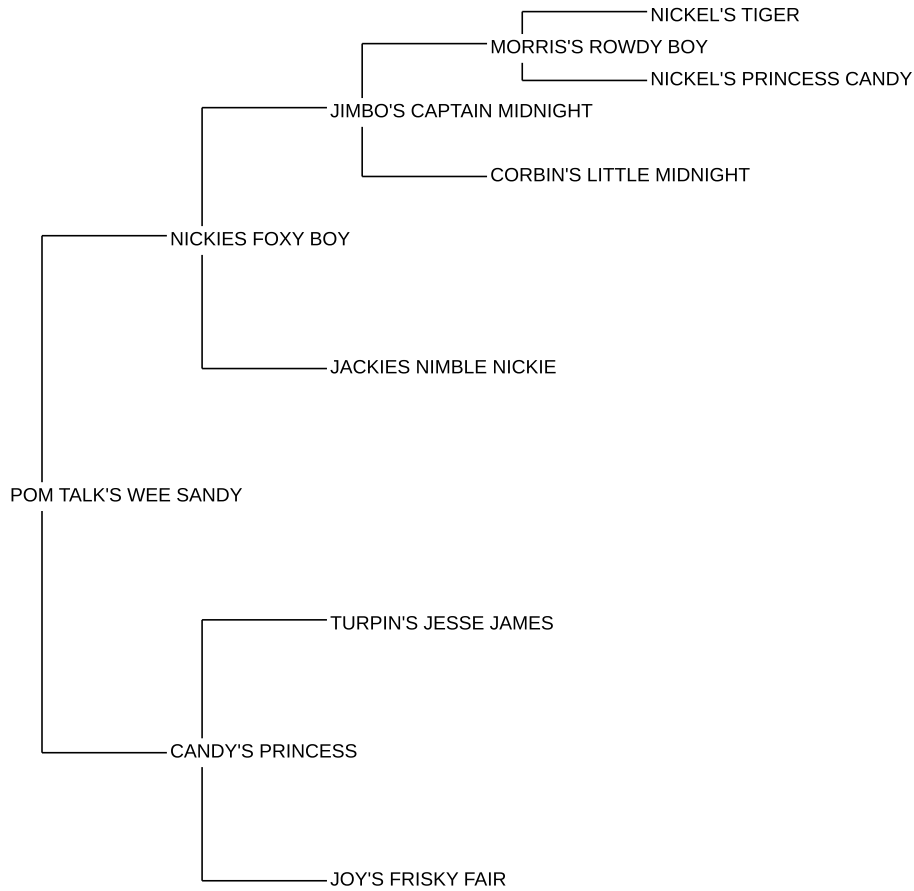 NICKEL'S TIGER
MORRIS'S ROWDY BOY
NICKEL'S PRINCESS CANDY
JIMBO'S CAPTAIN MIDNIGHT
CORBIN'S LITTLE MIDNIGHT
NICKIES FOXY BOY
JACKIES NIMBLE NICKIE
POM TALK'S WEE SANDY
TURPIN'S JESSE JAMES
CANDY'S PRINCESS
JOY'S FRISKY FAIR